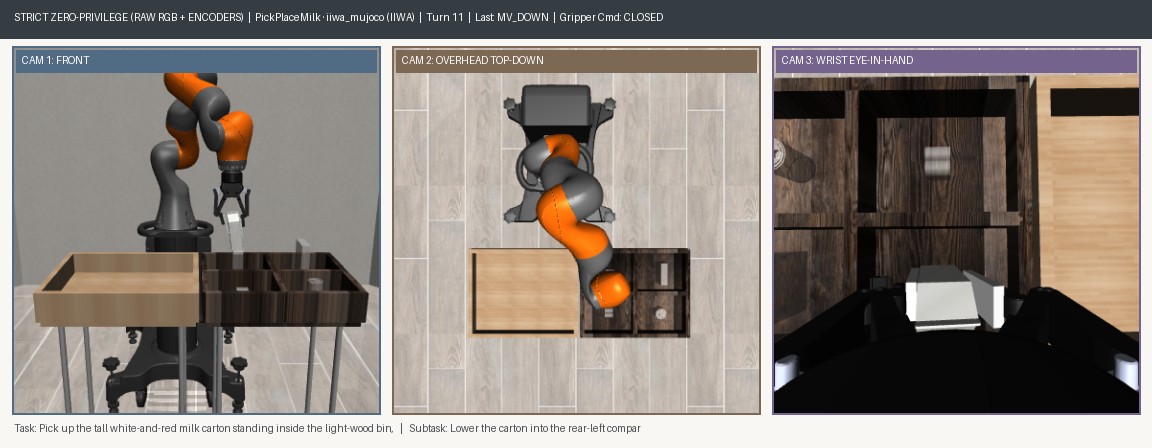 STRICT ZERO-PRIVILEGE (RAW RGB + ENCODERS) | PickPlaceMilk · iiwa_mujoco (IIWA) | Turn 11 | Last: MV_DOWN | Gripper Cmd: CLOSED
CAM 1: FRONT
CAM 2: OVERHEAD TOP-DOWN
CAM 3: WRIST EYE-IN-HAND
Task: Pick up the tall white-and-red milk carton standing inside the light-wood bin, | Subtask: Lower the carton into the rear-left compar